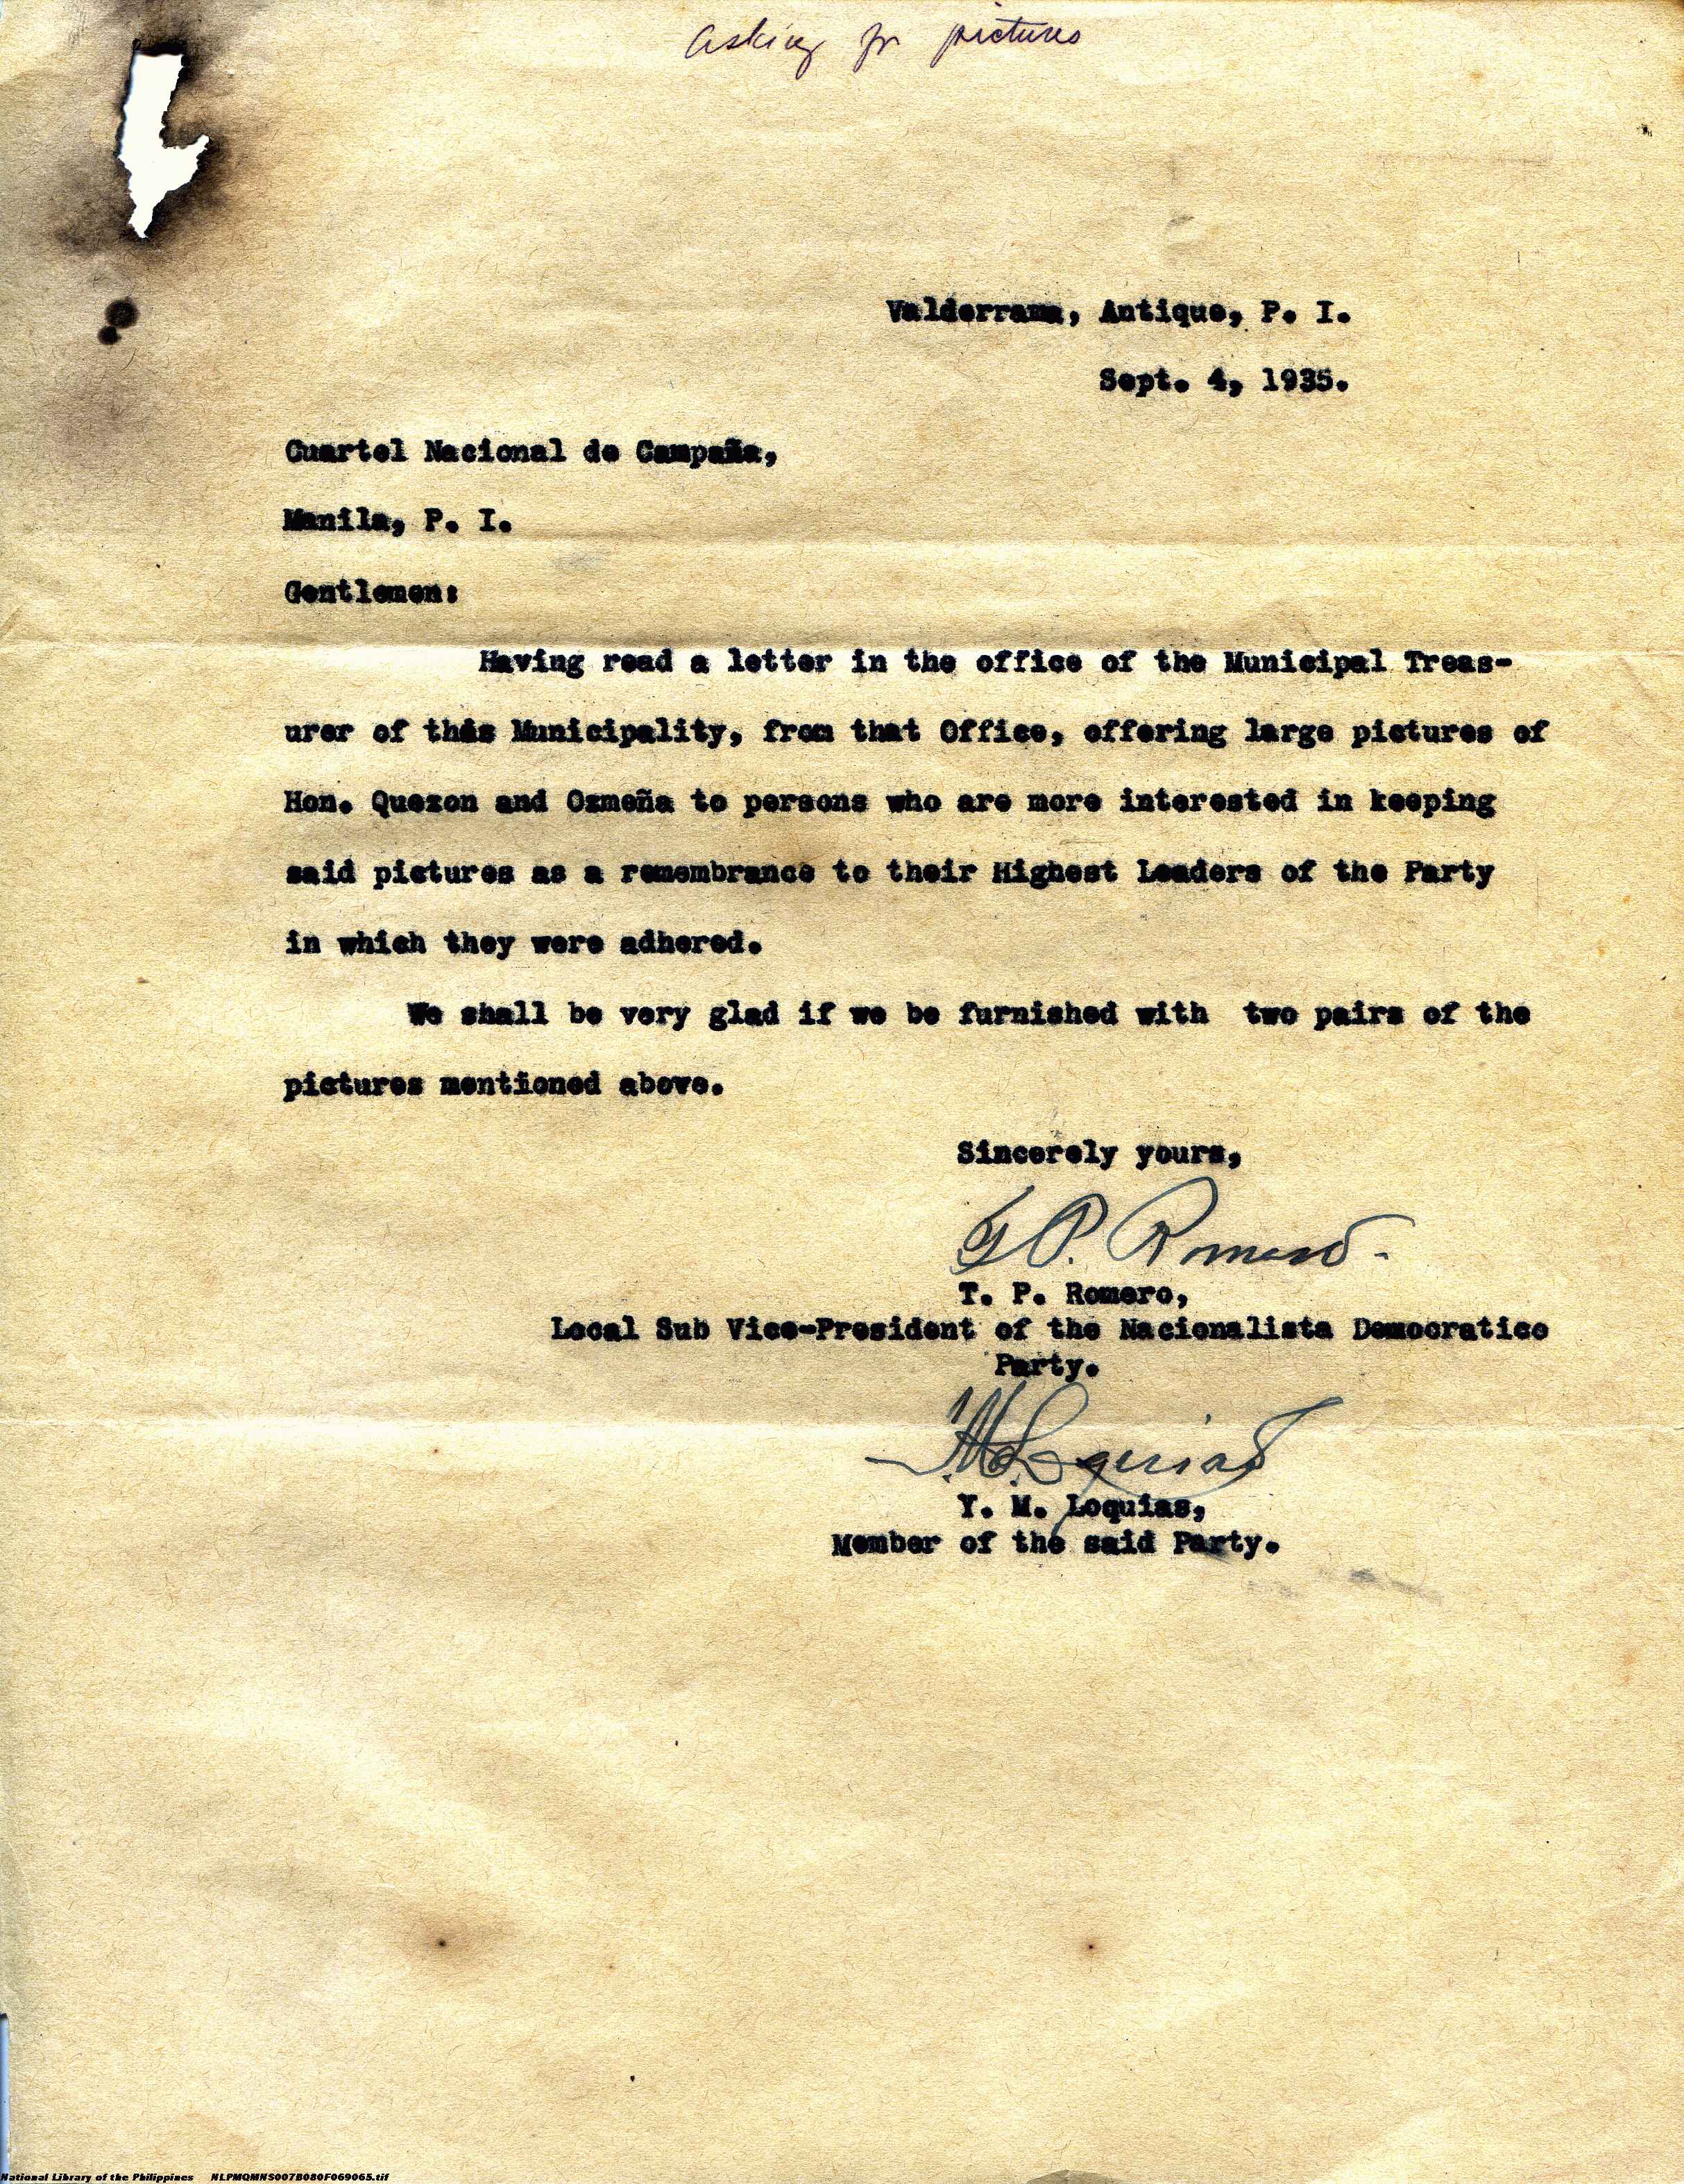 asking for pictures
Valderrama, Antique, P. I.
Sept. 4, 1935.
Cuartel Nacional de Campaña,
Manila, P. I.
Gentlemen:
Having read a letter in the office of the Municipal Treas-
urer of this Municipality, from that Office, offering large pictures of
Hon. Quezon and Ozmeña to persons who are more interested in keeping
said pictures as a remembrance to their Highest Leaders of the Party
in which they were adhered.
We shall be very glad if we be furnished with two pairs of the
pictures mentioned above.
Sincerely yours,
T P. Romero
T. P. Romero,
Local Sub Vice-President of the Nacionalista Democratico
Party.
Y. M. Loquias
Y. M. Loquias,
Member of the said Party.
National Library of the Philippines NLPMQMNS007B080F069065.tif